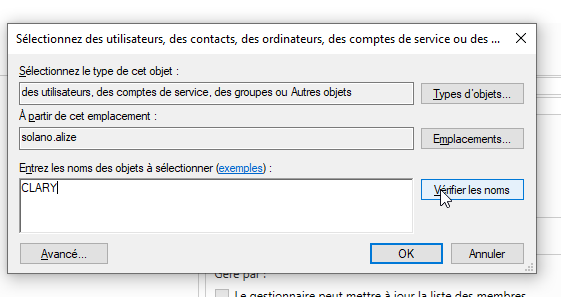 Sélectionnez des utilisateurs, des contacts, des ordinateurs, des comptes de service ou des ...
Sélectionnez le type de cet objet :
des utilisateurs, des comptes de service, des groupes ou Autres objets
Types d'objets...
À partir de cet emplacement :
solano.alize
Emplacements...
Entrez les noms des objets à sélectionner (exemples) :
CLARY
Vérifier les noms
Avancé...
OK
Annuler
Géré par :
Le gestionnaire peut mettre à jour la liste des membres